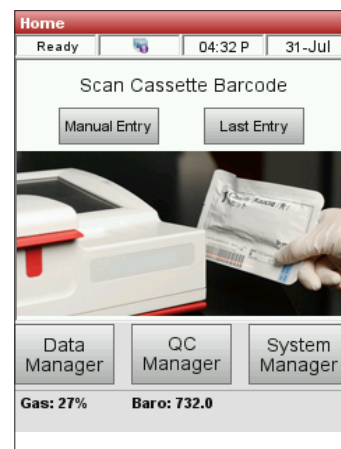 Home
Ready 04:32 P 31-Jul
Scan Cassette Barcode
Manual Entry Last Entry
Data Manager QC Manager System Manager
Gas: 27% Baro: 732.0